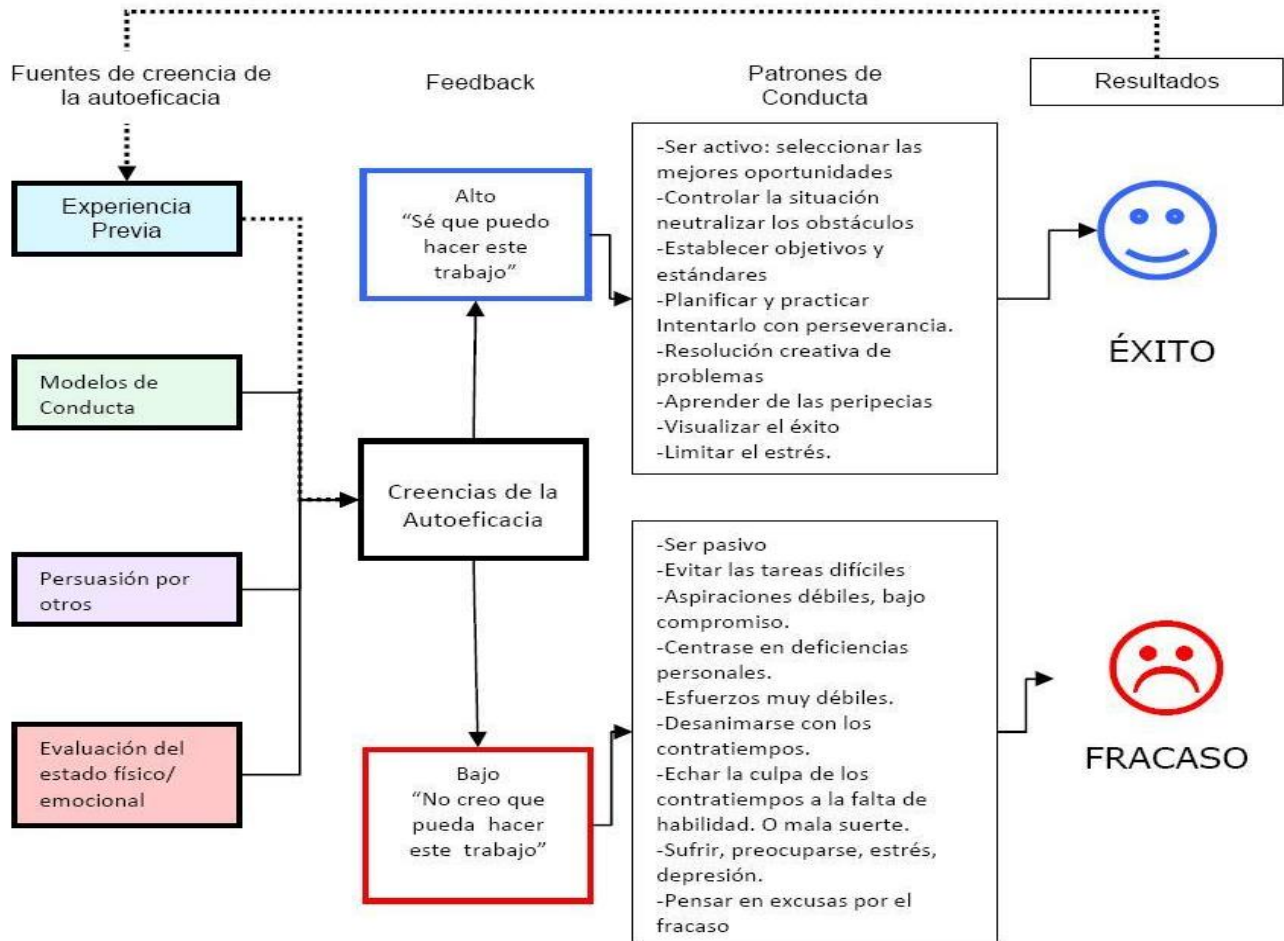 Fuentes de creencia de
la autoeficacia
Feedback
Patrones de
Conducta
Resultados
Experiencia
Previa
Modelos de
Conducta
Persuasión por
otros
Evaluación del
estado físico/
emocional
Alto
“Sé que puedo
hacer este
trabajo”
Creencias de la
Autoeficacia
Bajo
“No creo que
pueda hacer
este trabajo”
-Ser activo: seleccionar las
mejores oportunidades
-Controlar la situación
neutralizar los obstáculos
-Establecer objetivos y
estándares
-Planificar y practicar
Intentarlo con perseverancia.
-Resolución creativa de
problemas
-Aprender de las peripecias
-Visualizar el éxito
-Limitar el estrés.
-Ser pasivo
-Evitar las tareas difíciles
-Aspiraciones débiles, bajo
compromiso.
-Centrase en deficiencias
personales.
-Esfuerzos muy débiles.
-Desanimarse con los
contratiempos.
-Echar la culpa de los
contratiempos a la falta de
habilidad. O mala suerte.
-Sufrir, preocuparse, estrés,
depresión.
-Pensar en excusas por el
fracaso
ÉXITO
FRACASO